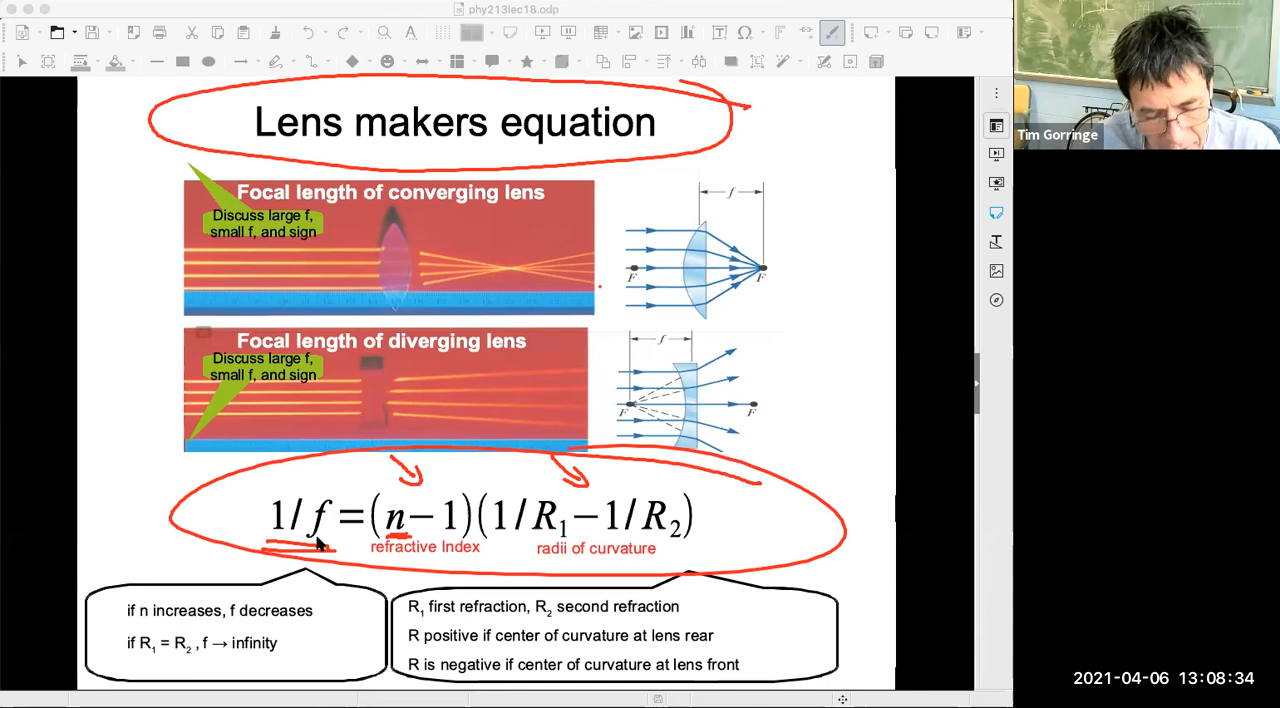 phy213lec18.odp
Tim Gorringe
Lens makers equation
Focal length of converging lens
Discuss large f,
small f, and sign
f
F
F
Focal length of diverging lens
Discuss large f,
small f, and sign
f
F
F
1/f=(n−1)(1/R₁−1/R₂)
refractive Index
radii of curvature
if n increases, f decreases
if R₁ = R₂ , f → infinity
R₁ first refraction, R₂ second refraction
R positive if center of curvature at lens rear
R is negative if center of curvature at lens front
2021-04-06 13:08:34